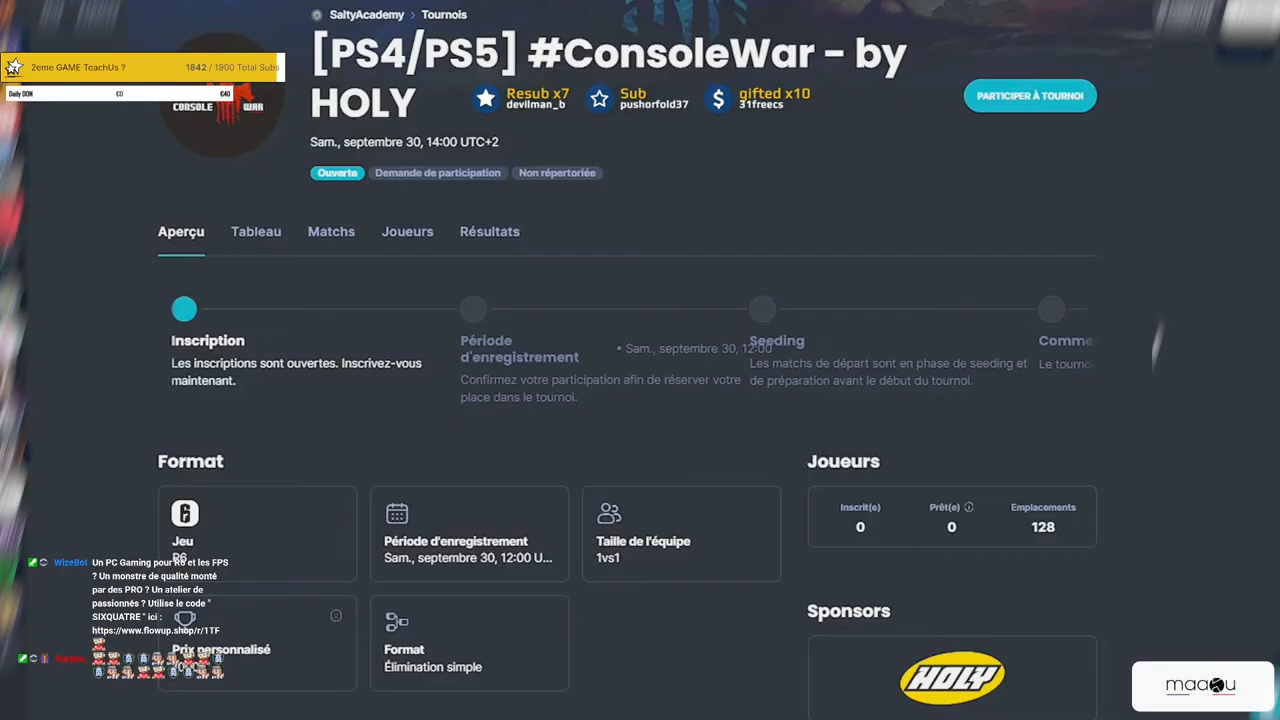 SaltyAcademy > Tournois
[PS4/PS5] #ConsoleWar - by
HOLY
2eme GAME TeachUs ? 1842 / 1900 Total Subs
Daily DON €0 €40
CONSOLE WAR
Resub x7
devilman_b
Sub
pushorfold37
gifted x10
31freecs
PARTICIPER À TOURNOI
Sam., septembre 30, 14:00 UTC+2
Ouverte Demande de participation Non répertoriée
Aperçu Tableau Matchs Joueurs Résultats
Inscription
Les inscriptions sont ouvertes. Inscrivez-vous
maintenant.
Période
d'enregistrement
• Sam., septembre 30, 12:00
Confirmez votre participation afin de réserver votre
place dans le tournoi.
Seeding
Les matchs de départ sont en phase de seeding et
de préparation avant le début du tournoi.
Comme
Le tourno
Format
Jeu
R6
Période d'enregistrement
Sam., septembre 30, 12:00 U...
Taille de l'équipe
1vs1
Prix personnalisé
Format
Élimination simple
Joueurs
Inscrit(e) Prêt(e) Emplacements
0 0 128
Sponsors
HOLY
WizeBot Un PC Gaming pour R6 et les FPS
? Un monstre de qualité monté
par des PRO ? Un atelier de
passionnés ? Utilise le code "
SIXQUATRE " ici :
https://www.flowup.shop/r/1TF
maaku